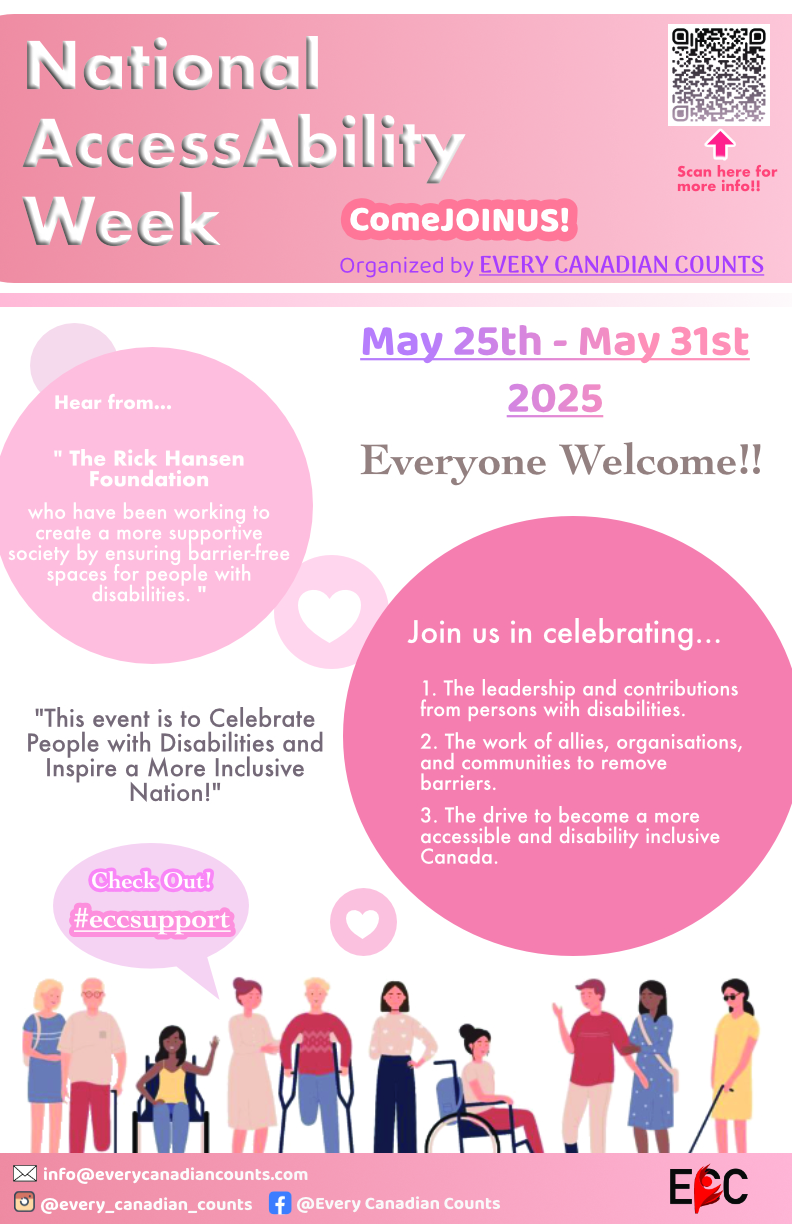 National
AccessAbility
Week
Scan here for
more info!!
ComeJOINUS!
Organized by EVERY CANADIAN COUNTS
May 25th - May 31st
2025
Everyone Welcome!!
Hear from...
" The Rick Hansen
Foundation
who have been working to
create a more supportive
society by ensuring barrier-free
spaces for people with
disabilities. "
Join us in celebrating...
1. The leadership and contributions
from persons with disabilities.
2. The work of allies, organisations,
and communities to remove
barriers.
3. The drive to become a more
accessible and disability inclusive
Canada.
"This event is to Celebrate
People with Disabilities and
Inspire a More Inclusive
Nation!"
Check Out!
#eccsupport
info@everycanadiancounts.com
@every_canadian_counts
@Every Canadian Counts
ECC